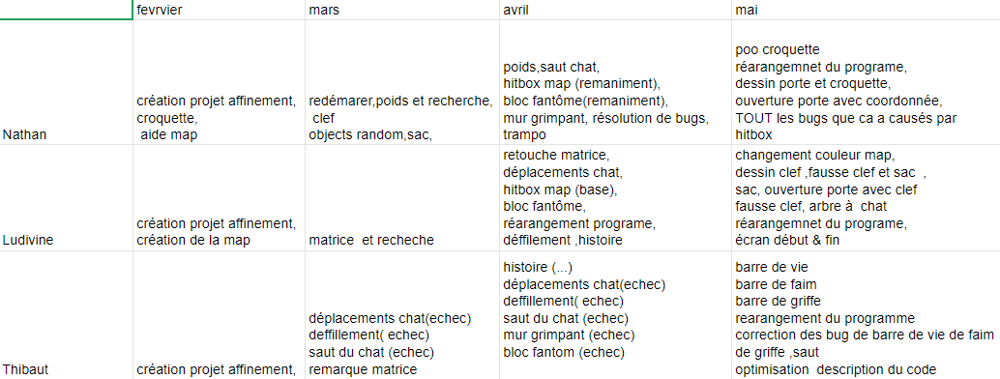 fevrvier mars avril mai
poo croquette
poids,saut chat, réarangemnet du programe,
hitbox map (remaniment), dessin porte et croquette,
création projet affinement, redémarer,poids et recherche, bloc fantôme(remaniment), ouverture porte avec coordonnée,
croquette, clef mur grimpant, résolution de bugs, TOUT les bugs que ca a causés par
Nathan aide map objects random,sac, trampo hitbox
retouche matrice, changement couleur map,
déplacements chat, dessin clef ,fausse clef et sac ,
hitbox map (base), sac, ouverture porte avec clef
bloc fantôme, fausse clef, arbre à chat
création projet affinement, réarangement programe, réarangemnet du programe,
Ludivine création de la map matrice et recheche déffilement ,histoire écran début & fin
histoire (...) barre de vie
déplacements chat(echec) barre de faim
deffillement( echec) barre de griffe
déplacements chat(echec) saut du chat (echec) rearangement du programme
deffillement( echec) mur grimpant (echec) correction des bug de barre de vie de faim
saut du chat (echec) bloc fantom (echec) de griffe ,saut
Thibaut création projet affinement, remarque matrice optimisation description du code